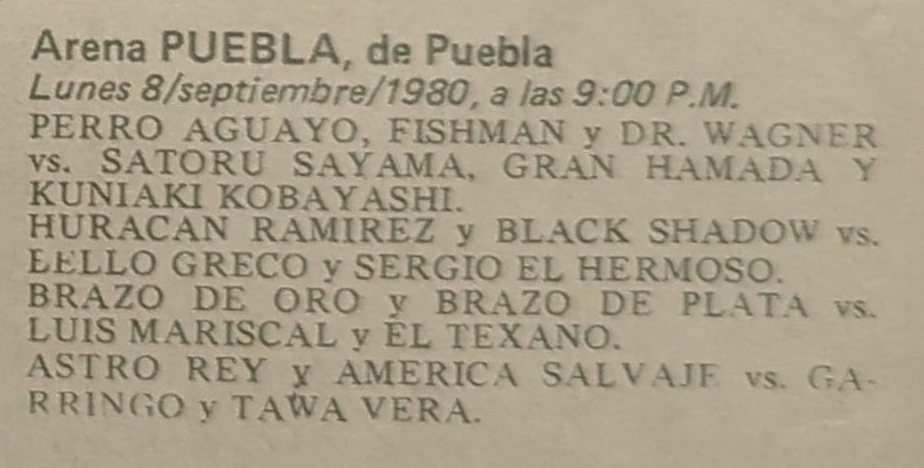 Arena PUEBLA, de Puebla
Lunes 8/septiembre/1980, a las 9:00 P.M.
PERRO AGUAYO, FISHMAN y DR. WAGNER
vs. SATORU SAYAMA, GRAN HAMADA Y
KUNIAKI KOBAYASHI.
HURACAN RAMIREZ y BLACK SHADOW vs.
BELLO GRECO y SERGIO EL HERMOSO.
BRAZO DE ORO y BRAZO DE PLATA vs.
LUIS MARISCAL y EL TEXANO.
ASTRO REY y AMERICA SALVAJE vs. GA-
RRINGO y TAWA VERA.